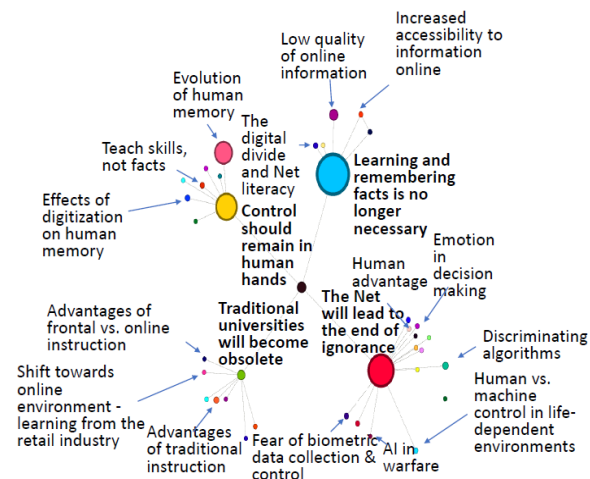 Increased
accessibility to
information
online
Low quality
of online
information
Evolution
of human
memory
The
digital
divide
and Net
literacy
Teach skills,
not facts
Effects of
digitization
on human
memory
Learning and
remembering
facts is no
longer
necessary
Control
should
remain in
human
hands
Human
advantage
Emotion
in
decision
making
Traditional
universities
will become
obsolete
The Net
will lead to
the end of
ignorance
Advantages of
frontal vs. online
instruction
Shift towards
online
environment -
learning from the
retail industry
Advantages
of traditional
instruction
Fear of biometric
data collection &
control
AI in
warfare
Discriminating
algorithms
Human vs.
machine
control in life-
dependent
environments